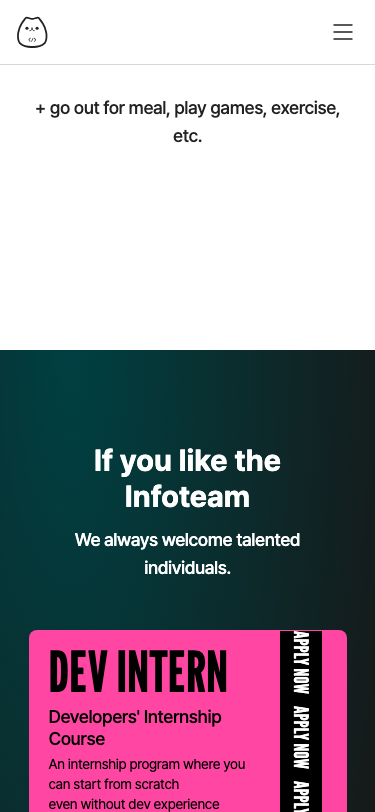 + go out for meal, play games, exercise,
etc.
If you like the
Infoteam
We always welcome talented
individuals.
DEV INTERN
Developers' Internship
Course
An internship program where you
can start from scratch
even without dev experience
APPLY NOW APPLY NOW APPLY